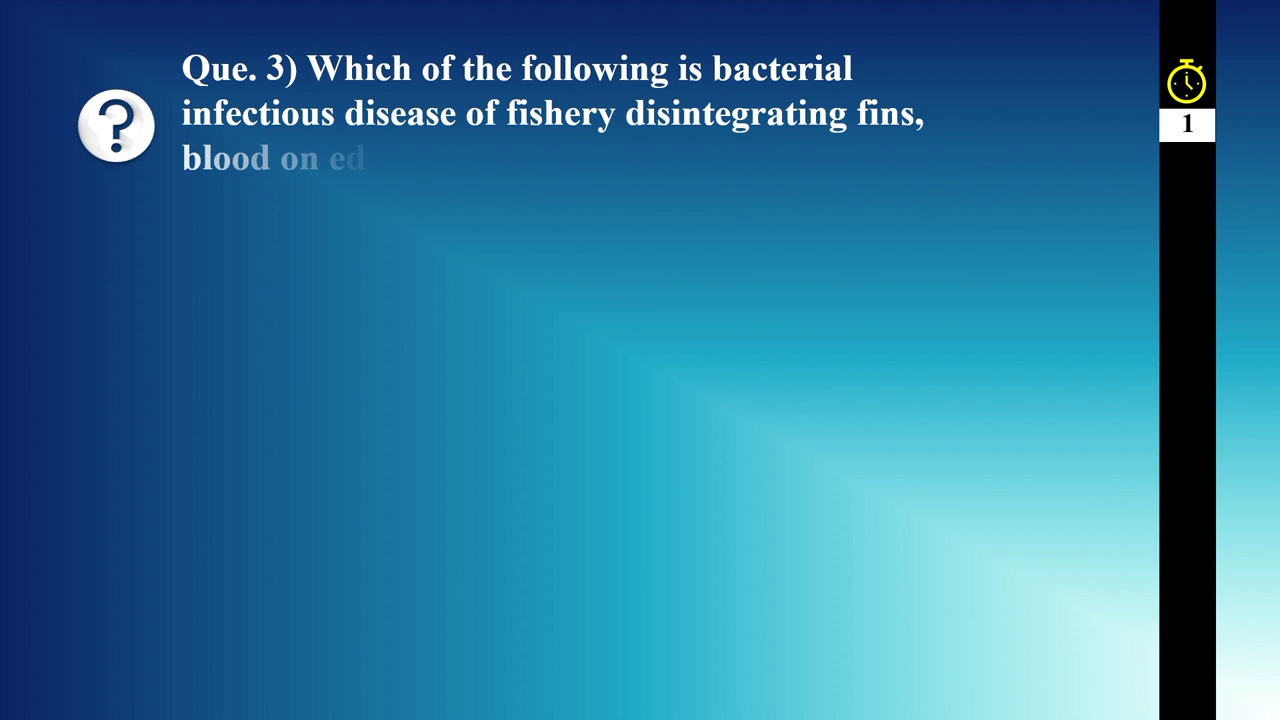 Que. 3) Which of the following is bacterial
infectious disease of fishery disintegrating fins,
blood on ed
1